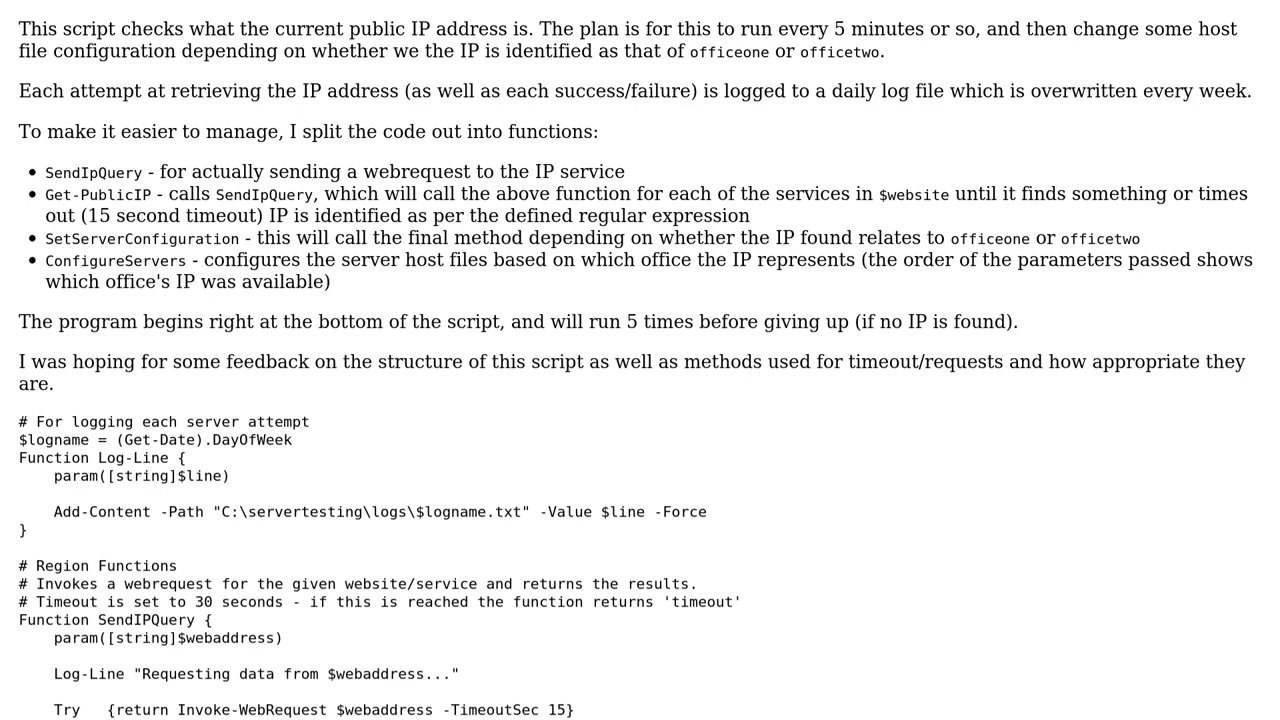 This script checks what the current public IP address is. The plan is for this to run every 5 minutes or so, and then change some host
file configuration depending on whether we the IP is identified as that of officeone or officetwo.
Each attempt at retrieving the IP address (as well as each success/failure) is logged to a daily log file which is overwritten every week.
To make it easier to manage, I split the code out into functions:
• SendIpQuery - for actually sending a webrequest to the IP service
• Get-PublicIP - calls SendIpQuery, which will call the above function for each of the services in $website until it finds something or times
out (15 second timeout) IP is identified as per the defined regular expression
• SetServerConfiguration - this will call the final method depending on whether the IP found relates to officeone or officetwo
• ConfigureServers - configures the server host files based on which office the IP represents (the order of the parameters passed shows
which office's IP was available)
The program begins right at the bottom of the script, and will run 5 times before giving up (if no IP is found).
I was hoping for some feedback on the structure of this script as well as methods used for timeout/requests and how appropriate they
are.
# For logging each server attempt
$logname = (Get-Date).DayOfWeek
Function Log-Line {
    param([string]$line)
    Add-Content -Path "C:\servertesting\logs\$logname.txt" -Value $line -Force
}
# Region Functions
# Invokes a webrequest for the given website/service and returns the results.
# Timeout is set to 30 seconds - if this is reached the function returns 'timeout'
Function SendIPQuery {
    param([string]$webaddress)
    Log-Line "Requesting data from $webaddress..."
    Try   {return Invoke-WebRequest $webaddress -TimeoutSec 15}